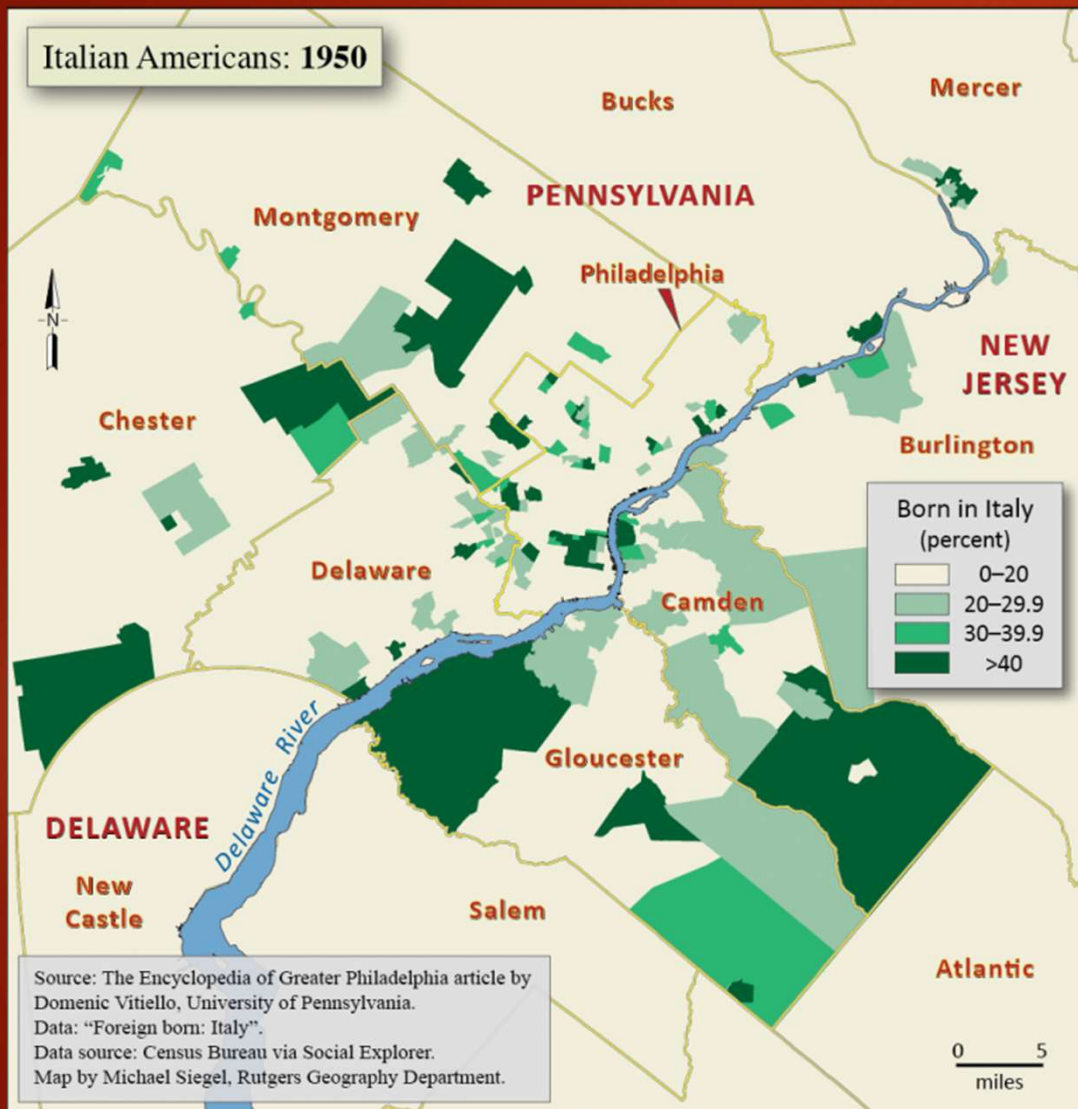 Italian Americans: 1950
Bucks
Mercer
PENNSYLVANIA
Montgomery
Philadelphia
N
NEW
JERSEY
Chester
Burlington
Born in Italy
(percent)
0–20
20–29.9
30–39.9
>40
Delaware
Camden
Delaware River
Gloucester
DELAWARE
New
Castle
Salem
Atlantic
Source: The Encyclopedia of Greater Philadelphia article by
Domenic Vitiello, University of Pennsylvania.
Data: “Foreign born: Italy”.
Data source: Census Bureau via Social Explorer.
Map by Michael Siegel, Rutgers Geography Department.
0 5
miles